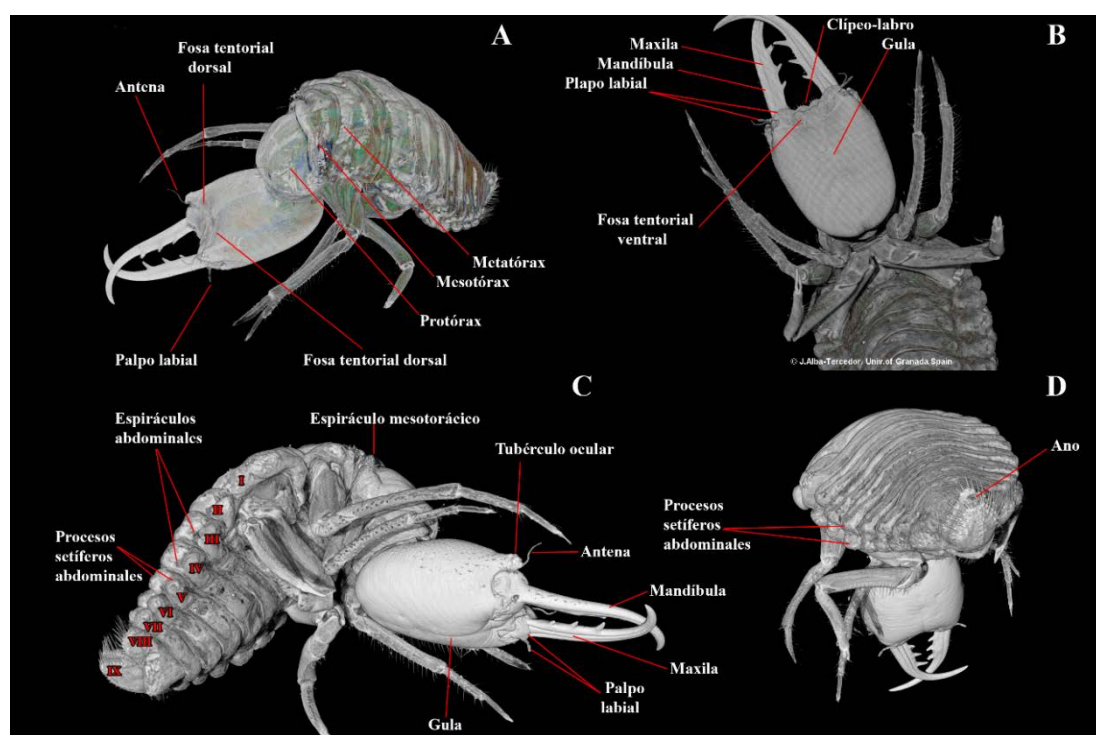 A
Fosa tentorial
dorsal
Antena
Metatórax
Mesotórax
Protórax
Palpo labial
Fosa tentorial dorsal
B
Clípeo-labro
Gula
Maxila
Mandíbula
Plapo labial
Fosa tentorial
ventral
© J.Alba-Tercedor, Univ.of Granada.Spain
C
Espiráculos
abdominales
Espiráculo mesotorácico
Tubérculo ocular
Antena
Procesos
setíferos
abdominales
Mandíbula
Maxila
Palpo
labial
Gula
I
II
III
IV
V
VI
VII
VIII
IX
D
Ano
Procesos
setíferos
abdominales